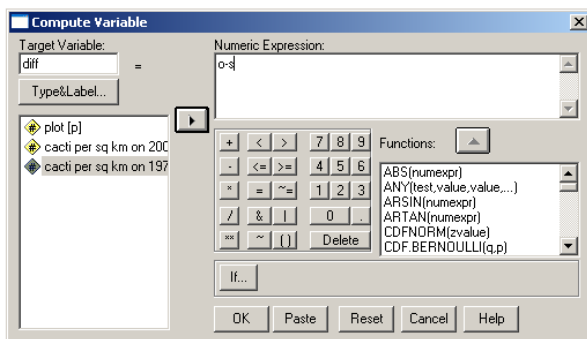 Compute Variable
Target Variable:
diff
=
Type&Label...
Numeric Expression:
o-s
plot [p]
cacti per sq km on 200
cacti per sq km on 197
+ < > 7 8 9
- <= >= 4 5 6
* = ~= 1 2 3
/ & | 0 .
** ~ () Delete
Functions:
ABS(numexpr)
ANY(test,value,value,...)
ARSIN(numexpr)
ARTAN(numexpr)
CDFNORM(zvalue)
CDF.BERNOULLI(q,p)
If...
OK Paste Reset Cancel Help